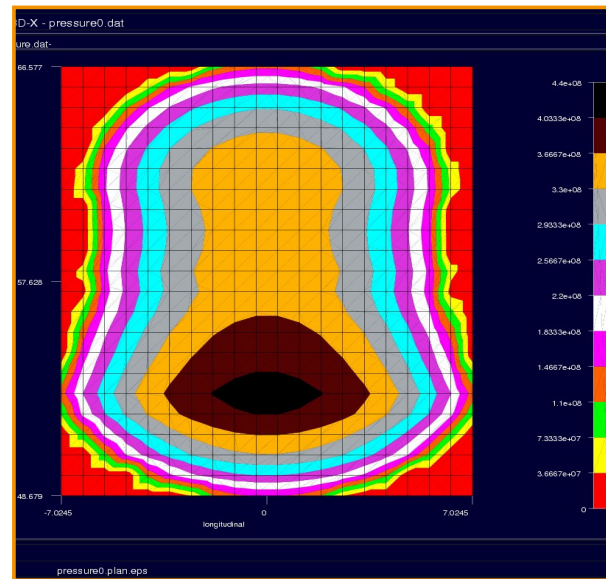 3D-X - pressure0.dat
ure.dat-
66.577
57.628
48.679
-7.0245
0
7.0245
longitudinal
4.4e+08
4.0333e+08
3.6667e+08
3.3e+08
2.9333e+08
2.5667e+08
2.2e+08
1.8333e+08
1.4667e+08
1.1e+08
7.3333e+07
3.6667e+07
0
pressure0.plan.eps